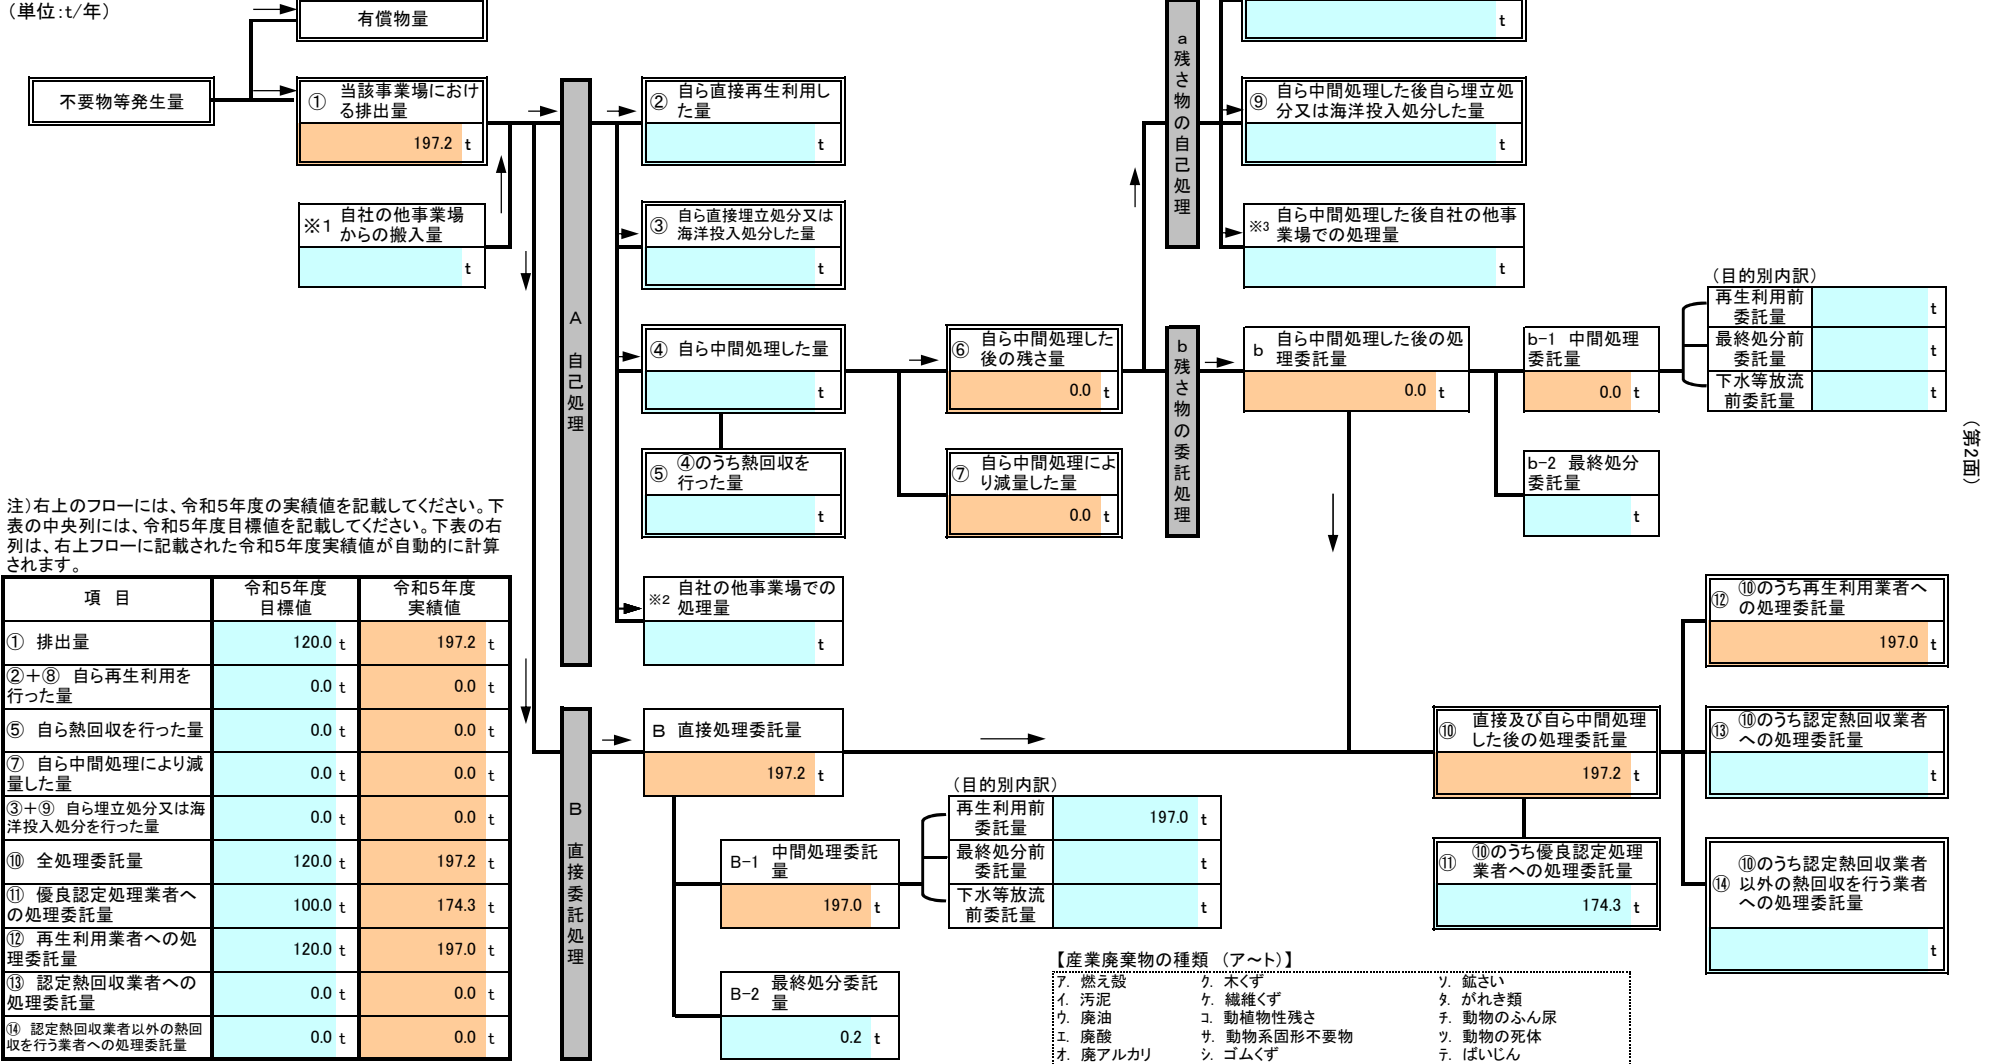 （単位:t/年）
有償物量
不要物等発生量
① 当該事業場におけ
る排出量
197.2 t
※1 自社の他事業場
からの搬入量
t
A 自己処理
② 自ら直接再生利用し
た量
t
③ 自ら直接埋立処分又は
海洋投入処分した量
t
④ 自ら中間処理した量
t
⑤ ④のうち熱回収を
行った量
t
※2 自社の他事業場での
処理量
t
⑥ 自ら中間処理した
後の残さ量
0.0 t
⑦ 自ら中間処理によ
り減量した量
0.0 t
a 残さ物の自己処理
t
⑨ 自ら中間処理した後自ら埋立処
分又は海洋投入処分した量
t
※3 自ら中間処理した後自社の他事
業場での処理量
t
b 残さ物の委託処理
b 自ら中間処理した後の処
理委託量
0.0 t
b-1 中間処理
委託量
0.0 t
b-2 最終処分
委託量
t
（目的別内訳）
再生利用前
委託量
t
最終処分前
委託量
t
下水等放流
前委託量
t
（第2面）
注）右上のフローには、令和5年度の実績値を記載してください。下
表の中央列には、令和5年度目標値を記載してください。下表の右
列は、右上フローに記載された令和5年度実績値が自動的に計算
されます。
項 目
令和5年度
目標値
令和5年度
実績値
① 排出量
120.0 t
197.2 t
②＋⑧ 自ら再生利用を
行った量
0.0 t
0.0 t
⑤ 自ら熱回収を行った量
0.0 t
0.0 t
⑦ 自ら中間処理により減
量した量
0.0 t
0.0 t
③＋⑨ 自ら埋立処分又は海
洋投入処分を行った量
0.0 t
0.0 t
⑩ 全処理委託量
120.0 t
197.2 t
⑪ 優良認定処理業者へ
の処理委託量
100.0 t
174.3 t
⑫ 再生利用業者への処
理委託量
120.0 t
197.0 t
⑬ 認定熱回収業者への
処理委託量
0.0 t
0.0 t
⑭ 認定熱回収業者以外の熱回
収を行う業者への処理委託量
0.0 t
0.0 t
B 直接委託処理
B 直接処理委託量
197.2 t
B-1 中間処理委託
量
197.0 t
B-2 最終処分委託
量
0.2 t
（目的別内訳）
再生利用前
委託量
197.0 t
最終処分前
委託量
t
下水等放流
前委託量
t
⑩ 直接及び自ら中間処理
した後の処理委託量
197.2 t
⑪ ⑩のうち優良認定処理
業者への処理委託量
174.3 t
⑫ ⑩のうち再生利用業者へ
の処理委託量
197.0 t
⑬ ⑩のうち認定熱回収業者
への処理委託量
t
⑭ ⑩のうち認定熱回収業者
以外の熱回収を行う業者
への処理委託量
t
【産業廃棄物の種類 （ア～ト）】
ア. 燃え殻 ク. 木くず ソ. 鉱さい
イ. 汚泥 ケ. 繊維くず タ. がれき類
ウ. 廃油 コ. 動植物性残さ チ. 動物のふん尿
エ. 廃酸 サ. 動物系固形不要物 ツ. 動物の死体
オ. 廃アルカリ シ. ゴムくず テ. ばいじん